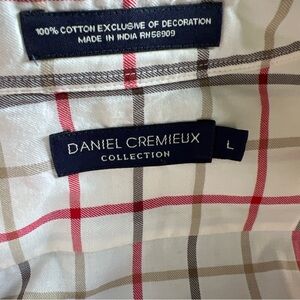 100% COTTON EXCLUSIVE OF DECORATION
MADE IN INDIA RN58909
DANIEL CREMIEUX
COLLECTION
L